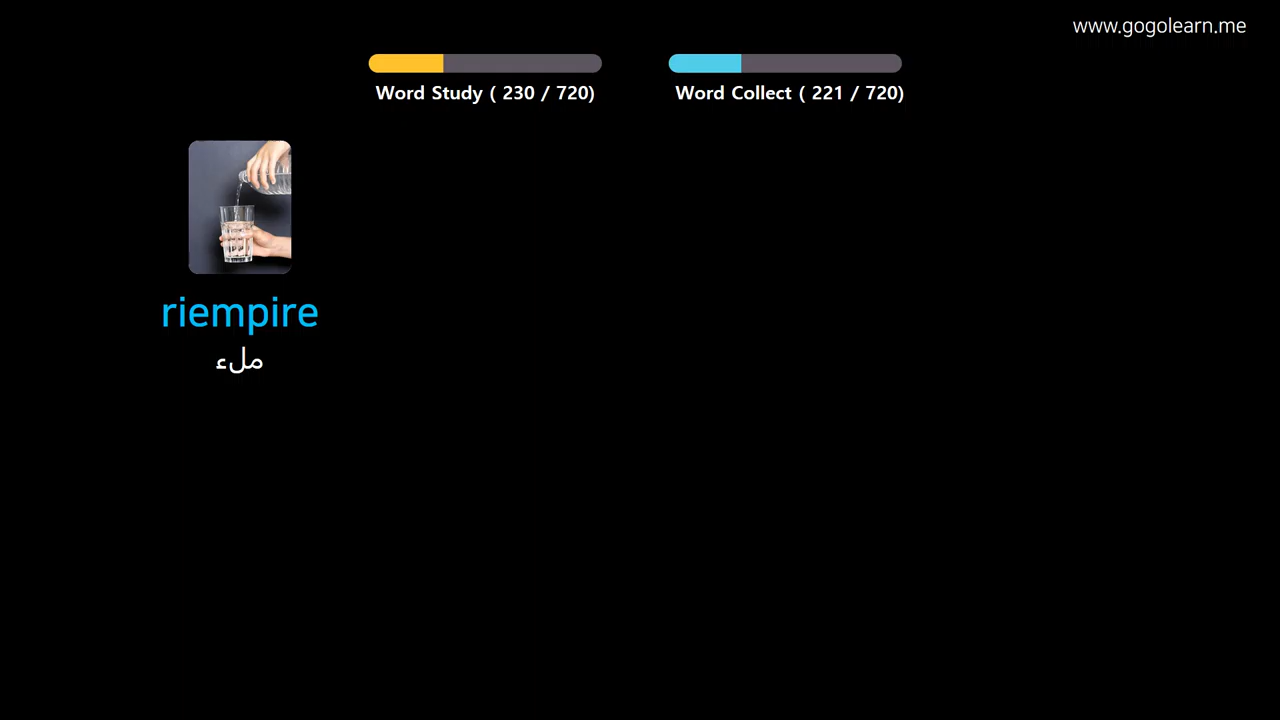 www.gogolearn.me
Word Study ( 230 / 720)
Word Collect ( 221 / 720)
riempire
ملء